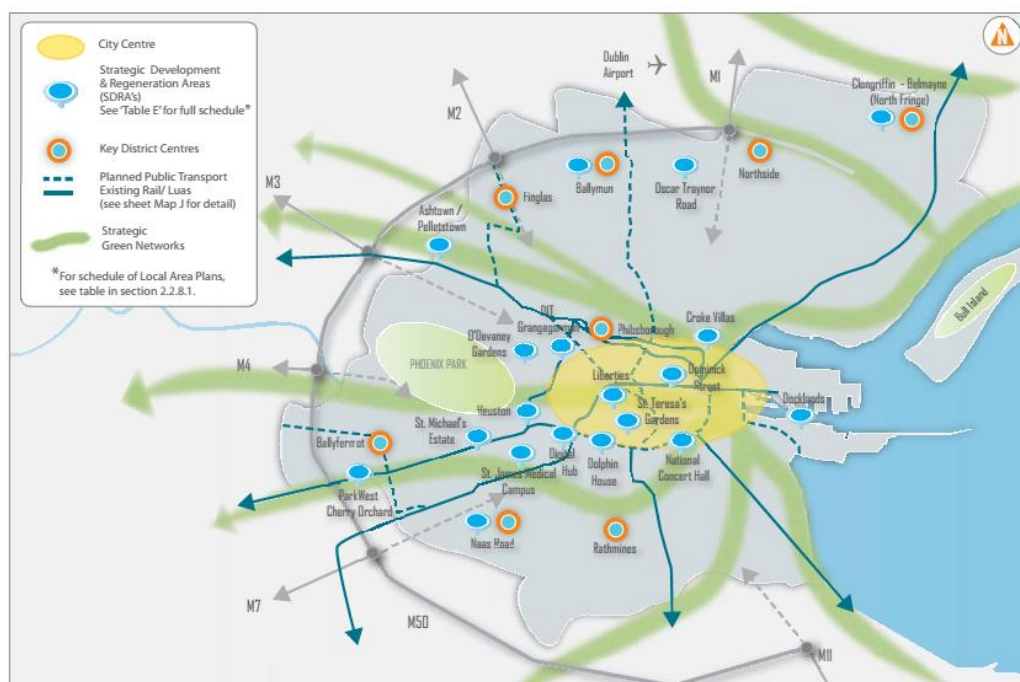 City Centre
Strategic Development
& Regeneration Areas
(SDRA's)
See 'Table E' for full schedule*
Key District Centres
Planned Public Transport
Existing Rail/ Luas
(see sheet Map J for detail)
Strategic
Green Networks
*For schedule of Local Area Plans,
see table in section 2.2.8.1.
N
Dublin
Airport
M1
Clongriffin - Belmayne
(North Fringe)
M2
M3
Finglas
Ballymun
Oscar Traynor
Road
Northside
Ashtown /
Pelletstown
Bull Island
DIT
Grangegorman
Phibsborough
Croke Villas
O'Devaney
Gardens
PHOENIX PARK
M4
Liberties
Dominick
Street
Docklands
Heuston
St. Teresa's
Gardens
St. Michael's
Estate
Ballyfermot
St. James Medical
Campus
Digital
Hub
Dolphin
House
National
Concert Hall
ParkWest
Cherry Orchard
Naas Road
Rathmines
M7
M50
M11